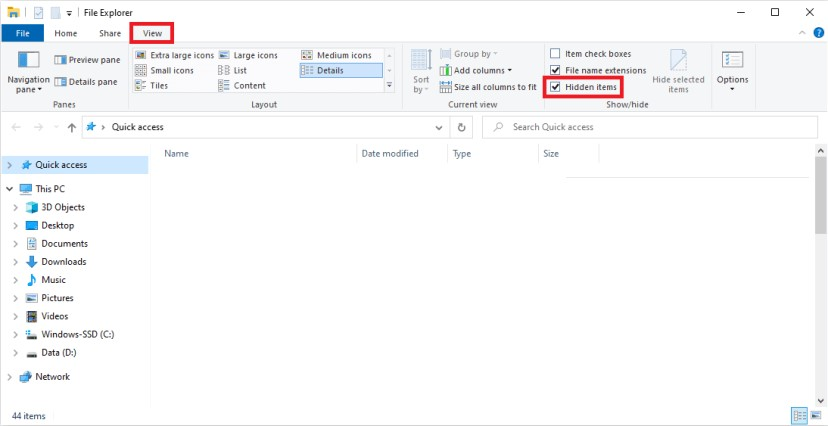 File Explorer
File Home Share View
Navigation pane
Preview pane
Details pane
Panes
Extra large icons Large icons Medium icons
Small icons List Details
Tiles Content
Layout
Sort by
Group by
Add columns
Size all columns to fit
Current view
Item check boxes
File name extensions
Hidden items
Hide selected items
Show/hide
Options
Quick access
Search Quick access
Name Date modified Type Size
Quick access
This PC
3D Objects
Desktop
Documents
Downloads
Music
Pictures
Videos
Windows-SSD (C:)
Data (D:)
Network
44 items